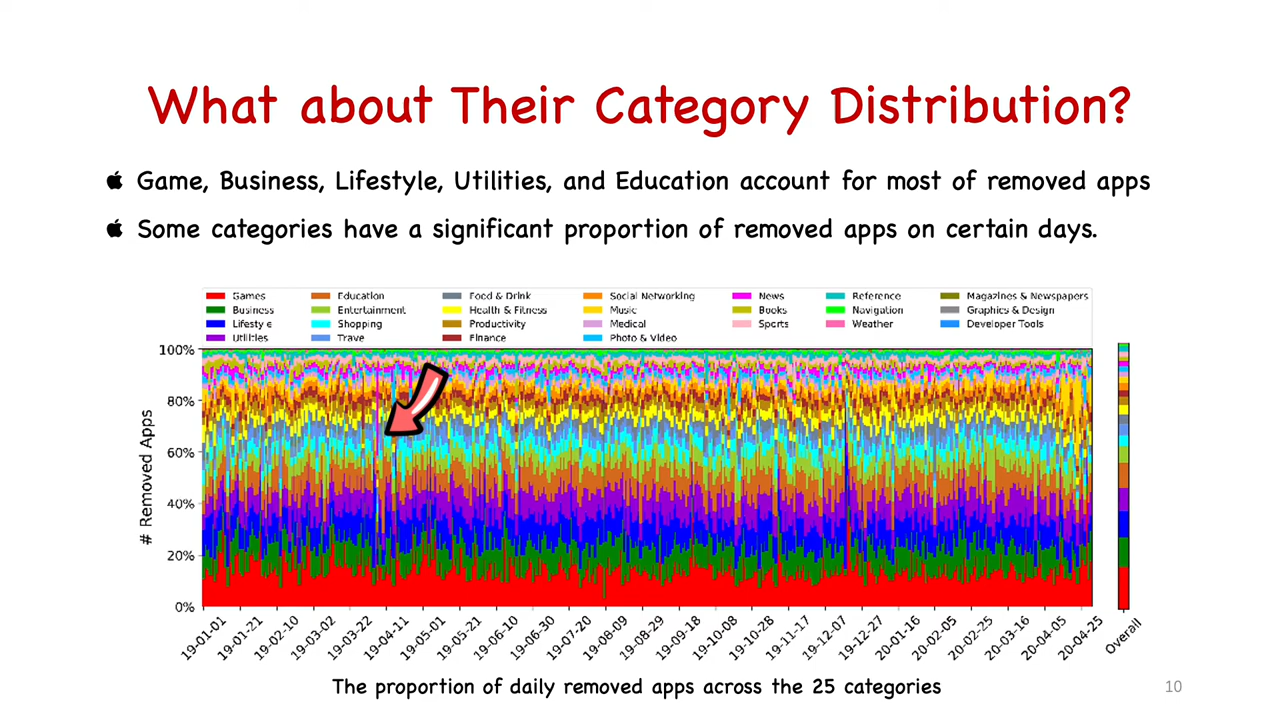 What about Their Category Distribution?
Game, Business, Lifestyle, Utilities, and Education account for most of removed apps
Some categories have a significant proportion of removed apps on certain days.
Games Education Food & Drink Social Networking News Reference Magazines & Newspapers
Business Entertainment Health & Fitness Music Books Navigation Graphics & Design
Lifesty e Shopping Productivity Medical Sports Weather Developer Tools
Utilities Trave Finance Photo & Video
100%
80%
60%
40%
20%
0%
# Removed Apps
19-01-01 19-01-21 19-02-10 19-03-02 19-03-22 19-04-11 19-05-01 19-05-21 19-06-10 19-06-30 19-07-20 19-08-09 19-08-29 19-09-18 19-10-08 19-10-28 19-11-17 19-12-07 19-12-27 20-01-16 20-02-05 20-02-25 20-03-16 20-04-05 20-04-25 Overall
The proportion of daily removed apps across the 25 categories
10